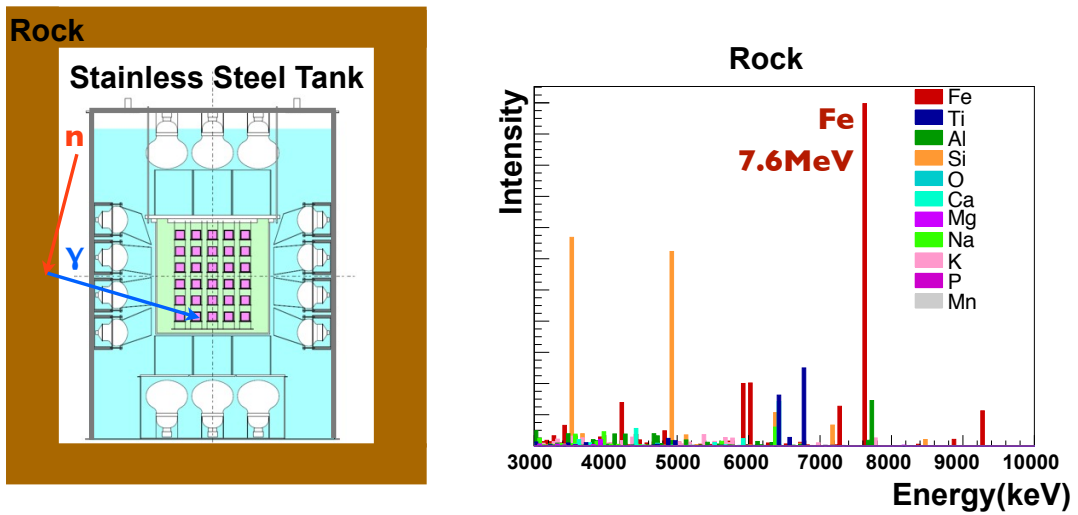 Rock
Stainless Steel Tank
n
γ
Rock
Intensity
Fe
7.6MeV
Fe
Ti
Al
Si
O
Ca
Mg
Na
K
P
Mn
3000 4000 5000 6000 7000 8000 9000 10000
Energy(keV)